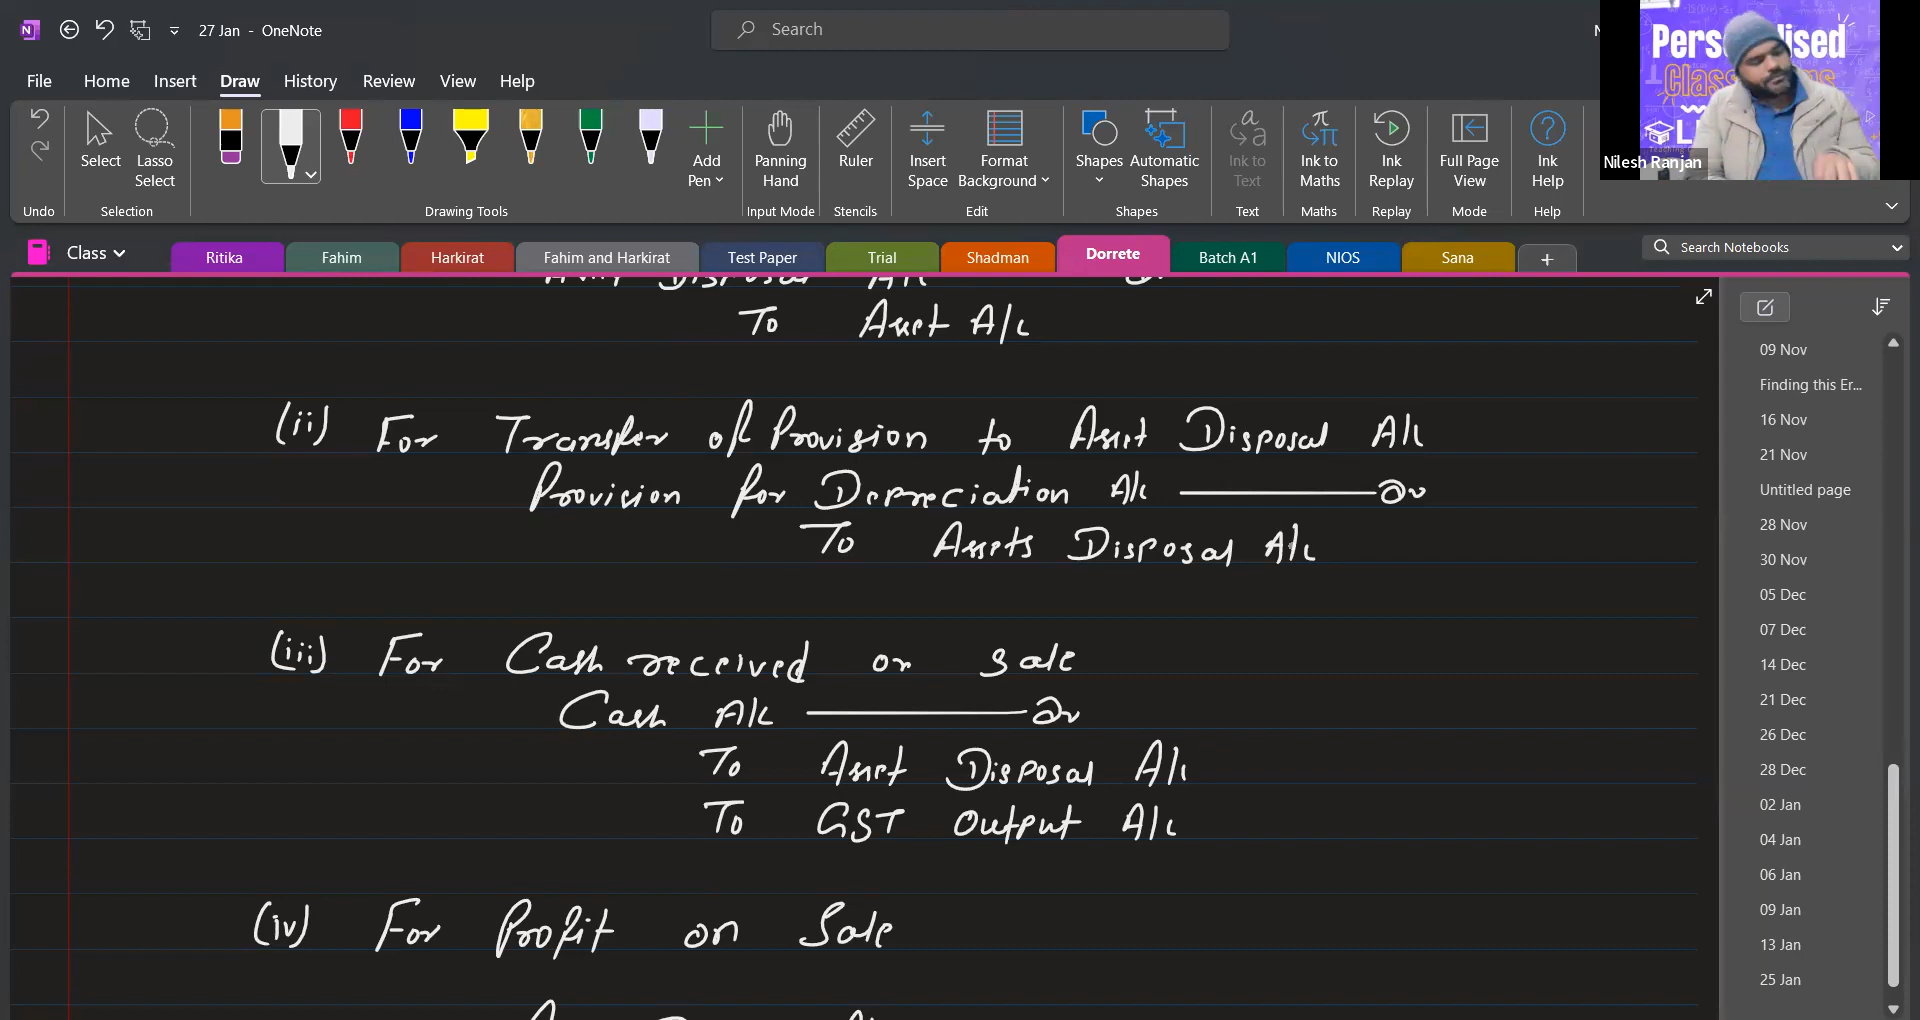 27 Jan - OneNote
Search
File Home Insert Draw History Review View Help
Undo
Select
Lasso Select
Selection
Drawing Tools
Add Pen
Panning Hand
Input Mode
Ruler
Stencils
Insert Space
Format Background
Edit
Shapes
Automatic Shapes
Shapes
Ink to Text
Text
Ink to Maths
Maths
Ink Replay
Replay
Full Page View
Mode
Ink Help
Help
Nilesh Ranjan
Class
Ritika Fahim Harkirat Fahim and Harkirat Test Paper Trial Shadman Dorrete Batch A1 NIOS Sana +
Search Notebooks
Disposal A/c
To Asset A/c
(ii) For Transfer of Provision to Asset Disposal A/c
Provision for Depreciation A/c Dr
To Assets Disposal A/c
(iii) For Cash received on sale
Cash A/c Dr
To Asset Disposal A/c
To GST Output A/c
(iv) For Profit on Sale
09 Nov
Finding this Er...
16 Nov
21 Nov
Untitled page
28 Nov
30 Nov
05 Dec
07 Dec
14 Dec
21 Dec
26 Dec
28 Dec
02 Jan
04 Jan
06 Jan
09 Jan
13 Jan
25 Jan